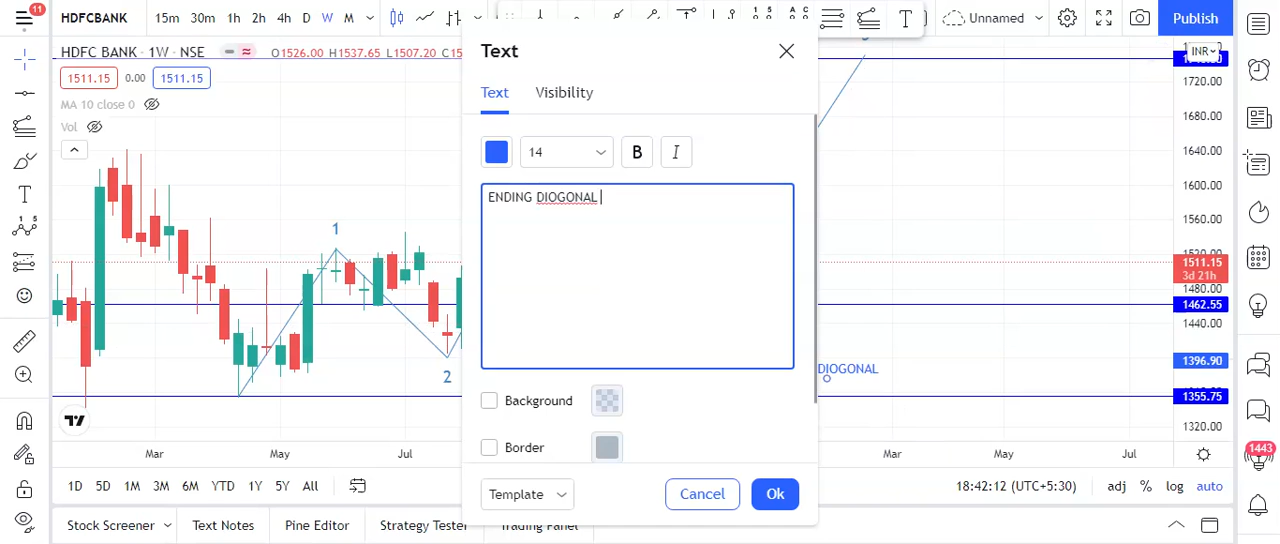 11 HDFCBANK 15m 30m 1h 2h 4h D W M Unnamed Publish
Text
HDFC BANK · 1W · NSE O1526.00 H1537.65 L1507.20 C
INR
1511.15 0.00 1511.15
Text Visibility
1720.00
MA 10 close 0
1680.00
Vol
14 B I
1640.00
ENDING DIOGONAL
1600.00
1
1560.00
1511.15
3d 21h
1480.00
1462.55
1440.00
DIOGONAL
1396.90
2
1355.75
Background
1320.00
Border
Mar May Jul Mar May Jul
1443
1D 5D 1M 3M 6M YTD 1Y 5Y All
Template Cancel Ok
18:42:12 (UTC+5:30) adj % log auto
Stock Screener Text Notes Pine Editor Strategy Tester Trading Panel